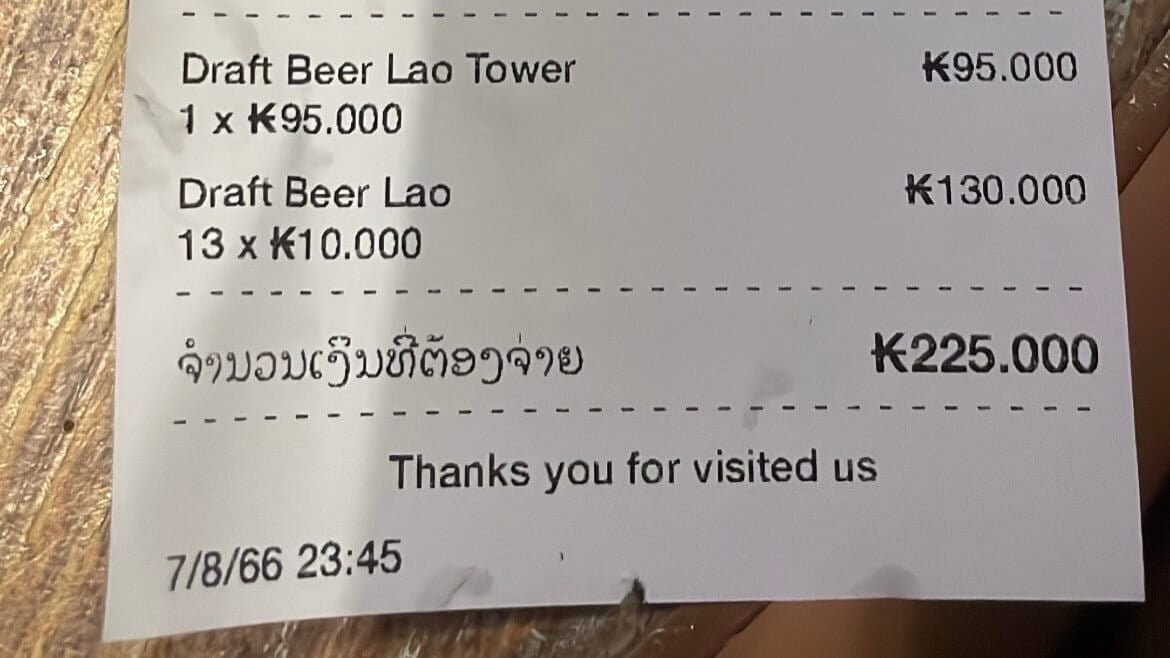 Draft Beer Lao Tower ₭95.000
1 x ₭95.000
Draft Beer Lao ₭130.000
13 x ₭10.000
ຈຳນວນເງິນທີ່ຕ້ອງຈ່າຍ ₭225.000
Thanks you for visited us
7/8/66 23:45